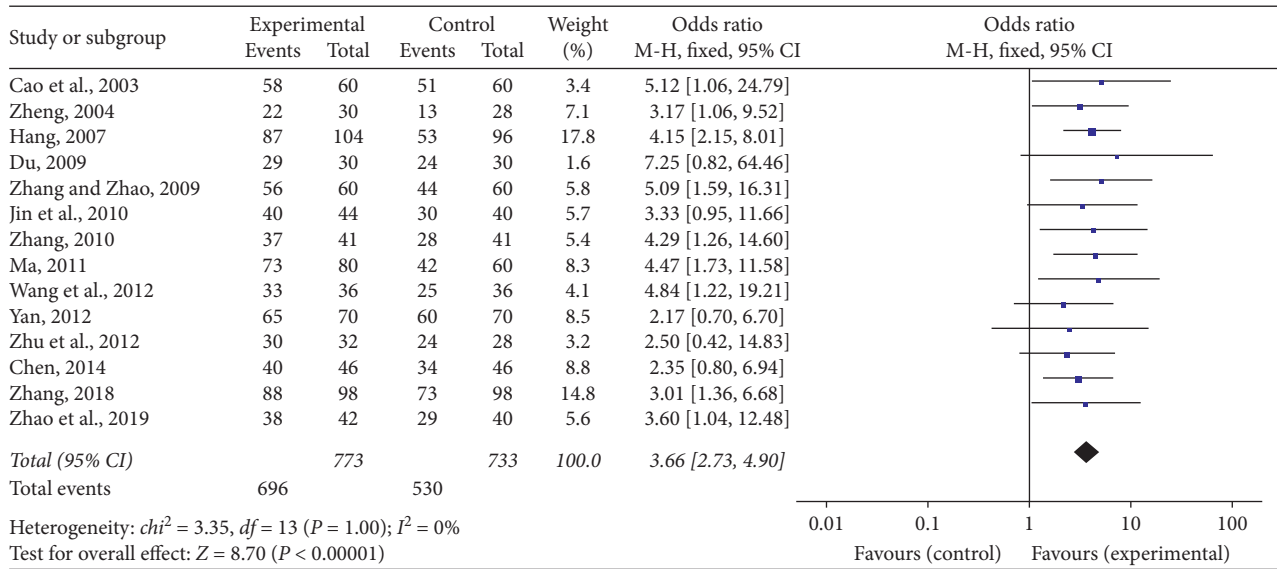 Study or subgroup Experimental Control Weight (%) Odds ratio M-H, fixed, 95% CI Odds ratio M-H, fixed, 95% CI
Events Total Events Total
Cao et al., 2003 58 60 51 60 3.4 5.12 [1.06, 24.79]
Zheng, 2004 22 30 13 28 7.1 3.17 [1.06, 9.52]
Hang, 2007 87 104 53 96 17.8 4.15 [2.15, 8.01]
Du, 2009 29 30 24 30 1.6 7.25 [0.82, 64.46]
Zhang and Zhao, 2009 56 60 44 60 5.8 5.09 [1.59, 16.31]
Jin et al., 2010 40 44 30 40 5.7 3.33 [0.95, 11.66]
Zhang, 2010 37 41 28 41 5.4 4.29 [1.26, 14.60]
Ma, 2011 73 80 42 60 8.3 4.47 [1.73, 11.58]
Wang et al., 2012 33 36 25 36 4.1 4.84 [1.22, 19.21]
Yan, 2012 65 70 60 70 8.5 2.17 [0.70, 6.70]
Zhu et al., 2012 30 32 24 28 3.2 2.50 [0.42, 14.83]
Chen, 2014 40 46 34 46 8.8 2.35 [0.80, 6.94]
Zhang, 2018 88 98 73 98 14.8 3.01 [1.36, 6.68]
Zhao et al., 2019 38 42 29 40 5.6 3.60 [1.04, 12.48]
Total (95% CI) 773 733 100.0 3.66 [2.73, 4.90]
Total events 696 530
Heterogeneity: chi² = 3.35, df = 13 (P = 1.00); I² = 0%
Test for overall effect: Z = 8.70 (P < 0.00001)
0.01 0.1 1 10 100
Favours (control) Favours (experimental)